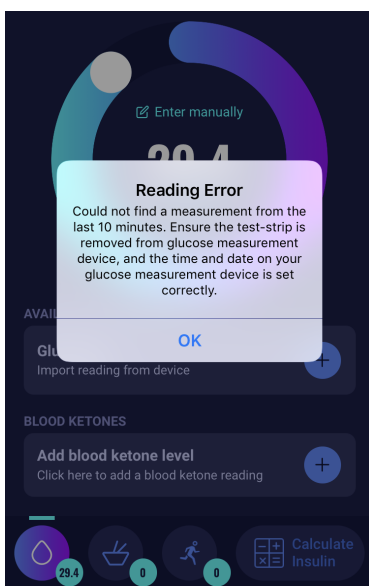 Enter manually
29.4
Reading Error
Could not find a measurement from the
last 10 minutes. Ensure the test-strip is
removed from glucose measurement
device, and the time and date on your
glucose measurement device is set
correctly.
OK
Import reading from device
BLOOD KETONES
Add blood ketone level
Click here to add a blood ketone reading
29.4
0
0
Calculate
Insulin